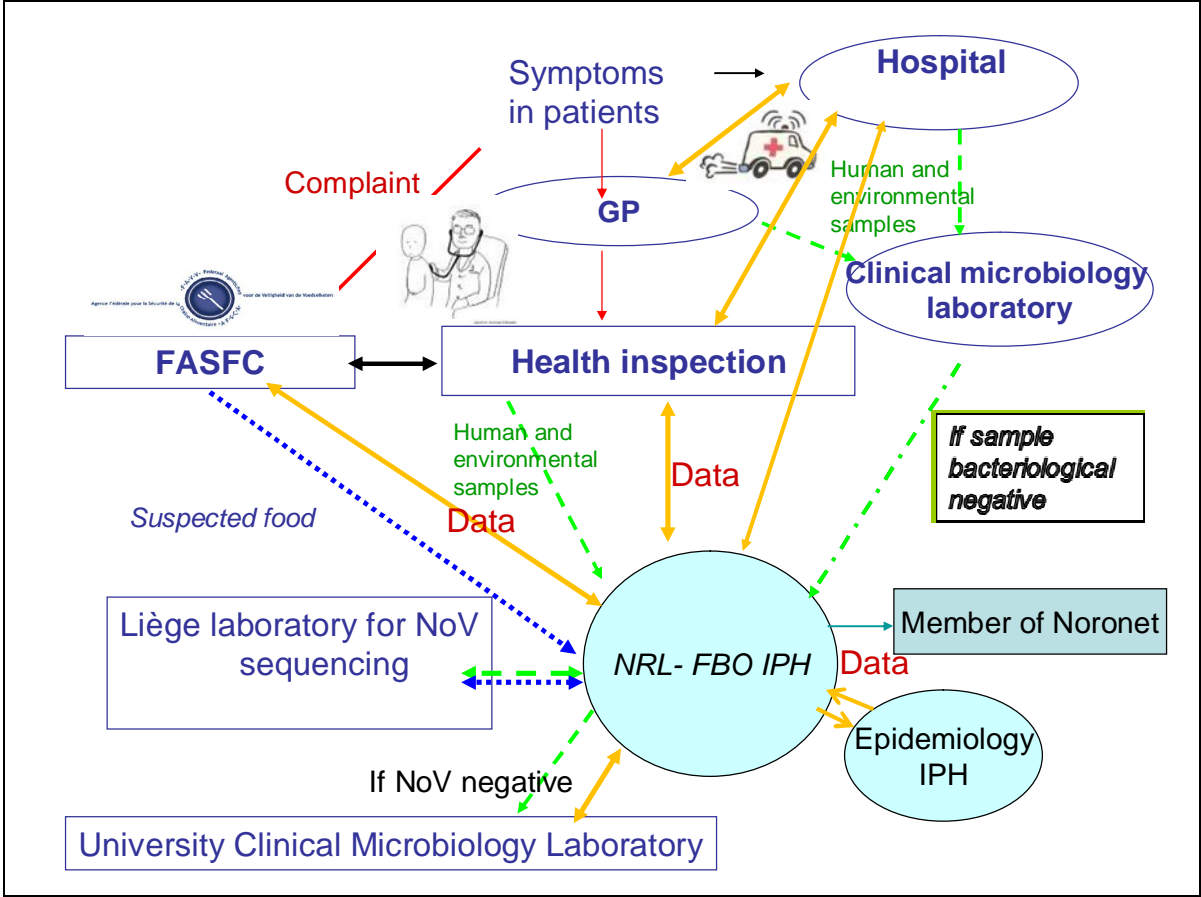 Symptoms
in patients
Hospital
Complaint
GP
Human and
environmental
samples
Clinical microbiology
laboratory
FASFC
Health inspection
Human and
environmental
samples
Data
If sample
bacteriological
negative
Suspected food
Data
Liège laboratory for NoV
sequencing
NRL- FBO IPH
Member of Noronet
Data
Epidemiology
IPH
If NoV negative
University Clinical Microbiology Laboratory